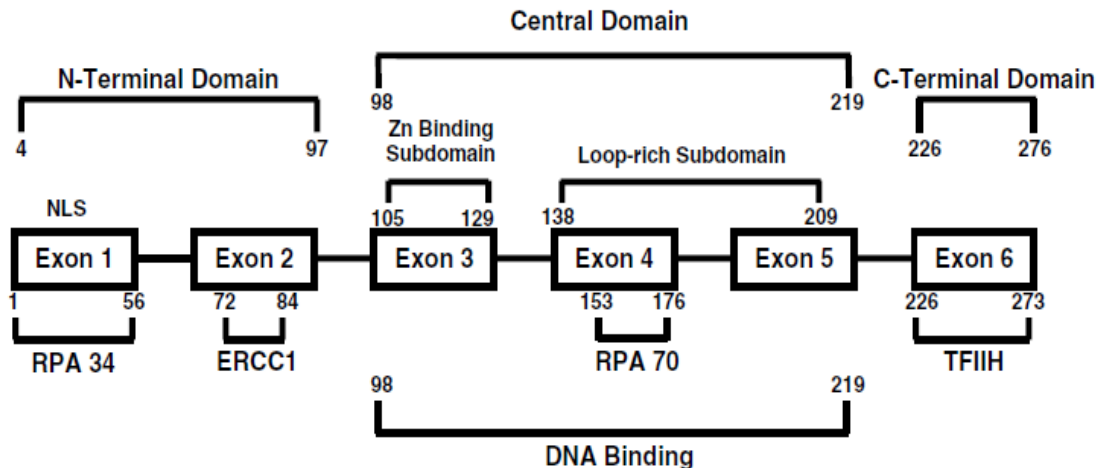 Central Domain
N-Terminal Domain
C-Terminal Domain
98 219
4 97
Zn Binding
Subdomain
Loop-rich Subdomain
226 276
NLS
105 129
138 209
Exon 1 Exon 2 Exon 3 Exon 4 Exon 5 Exon 6
1 56 72 84 153 176 226 273
RPA 34 ERCC1 RPA 70 TFIIH
98 219
DNA Binding